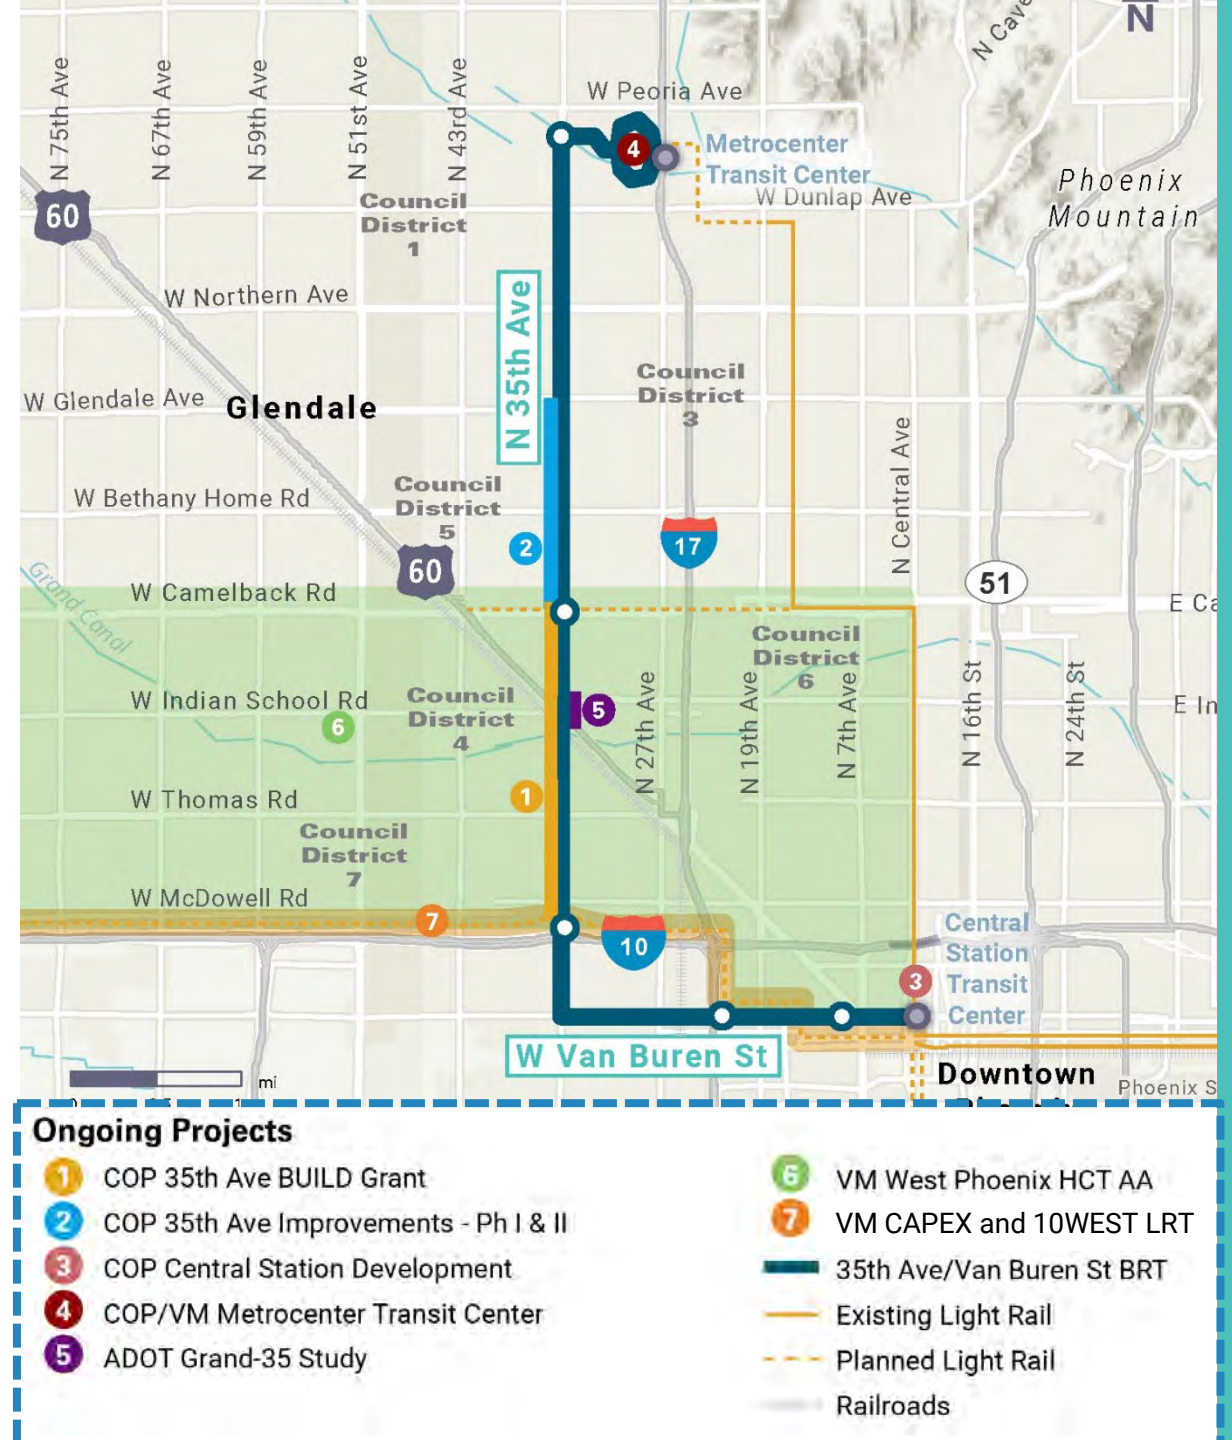 N
N Cave
N 75th Ave
N 67th Ave
N 59th Ave
N 51st Ave
N 43rd Ave
W Peoria Ave
4
Metrocenter
Transit Center
W Dunlap Ave
Phoenix
Mountain
60
Council
District
1
W Northern Ave
N 35th Ave
Council
District
3
W Glendale Ave
Glendale
N Central Ave
W Bethany Home Rd
Council
District
5
2
17
60
51
Grand Canal
W Camelback Rd
E Ca
Council
District
6
W Indian School Rd
Council
District
4
5
6
N 27th Ave
N 19th Ave
N 7th Ave
N 16th St
N 24th St
E In
1
W Thomas Rd
Council
District
7
W McDowell Rd
7
10
Central
Station
Transit
Center
3
W Van Buren St
mi
Downtown
Phoenix S
Ongoing Projects
1 COP 35th Ave BUILD Grant
2 COP 35th Ave Improvements - Ph I & II
3 COP Central Station Development
4 COP/VM Metrocenter Transit Center
5 ADOT Grand-35 Study
6 VM West Phoenix HCT AA
7 VM CAPEX and 10WEST LRT
35th Ave/Van Buren St BRT
Existing Light Rail
Planned Light Rail
Railroads